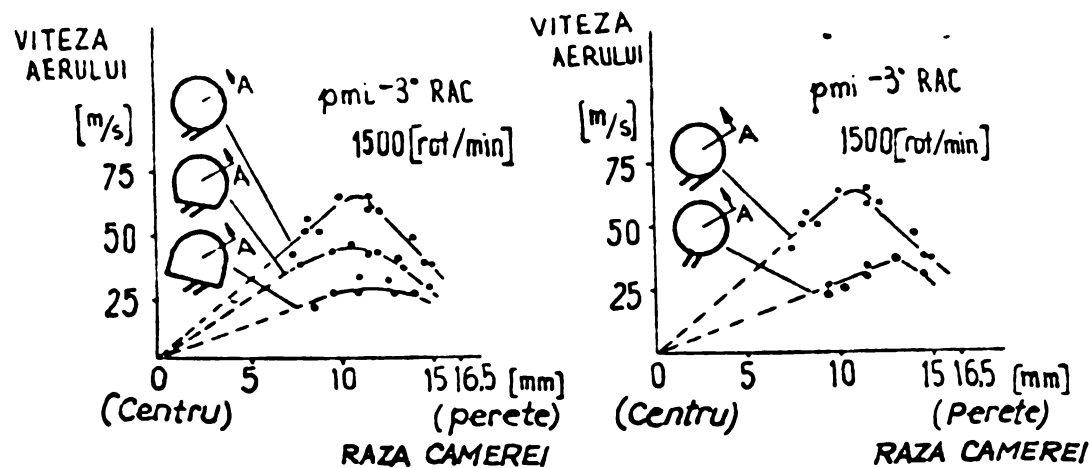 VITEZA
AERULUI
[m/s]
75
50
25
A
A
A
pmi -3° RAC
1500 [rot/min]
0 5 10 15 16.5 [mm]
(Centru) (perete)
RAZA CAMEREI
VITEZA
AERULUI
[m/s]
75
50
25
A
A
pmi -3° RAC
1500 [rot/min]
0 5 10 15 16.5 [mm]
(Centru) (Perete)
RAZA CAMEREI